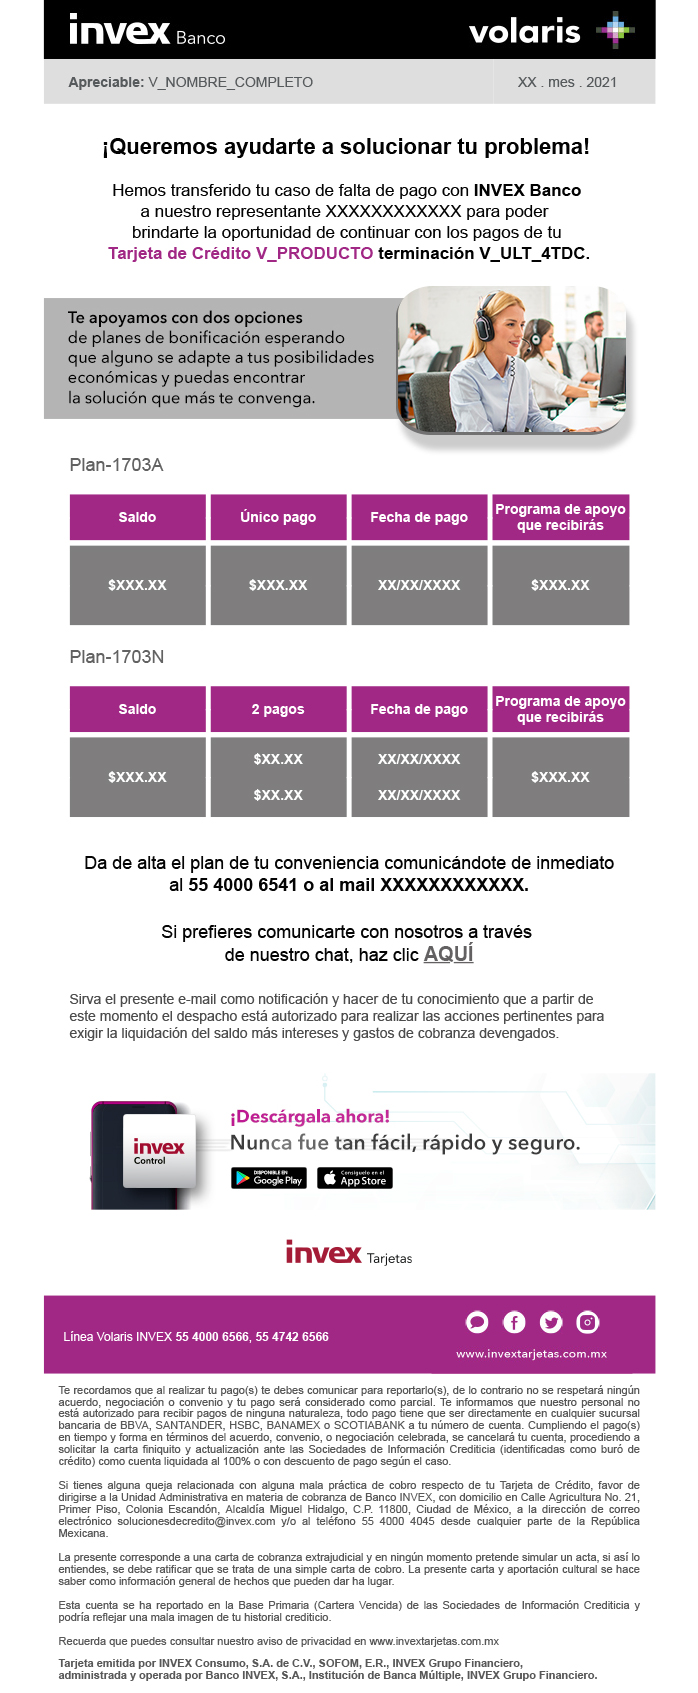 invex Banco
volaris
Apreciable: V_NOMBRE_COMPLETO
XX . mes . 2021
¡Queremos ayudarte a solucionar tu problema!
Hemos transferido tu caso de falta de pago con INVEX Banco
a nuestro representante XXXXXXXXXXXX para poder
brindarte la oportunidad de continuar con los pagos de tu
Tarjeta de Crédito V_PRODUCTO terminación V_ULT_4TDC.
Te apoyamos con dos opciones
de planes de bonificación esperando
que alguno se adapte a tus posibilidades
económicas y puedas encontrar
la solución que más te convenga.
Plan-1703A
Saldo Único pago Fecha de pago Programa de apoyo
que recibirás
$XXX.XX $XXX.XX XX/XX/XXXX $XXX.XX
Plan-1703N
Saldo 2 pagos Fecha de pago Programa de apoyo
que recibirás
$XX.XX XX/XX/XXXX
$XXX.XX $XXX.XX
$XX.XX XX/XX/XXXX
Da de alta el plan de tu conveniencia comunicándote de inmediato
al 55 4000 6541 o al mail XXXXXXXXXXXX.
Si prefieres comunicarte con nosotros a través
de nuestro chat, haz clic AQUÍ
Sirva el presente e-mail como notificación y hacer de tu conocimiento que a partir de
este momento el despacho está autorizado para realizar las acciones pertinentes para
exigir la liquidación del saldo más intereses y gastos de cobranza devengados.
¡Descárgala ahora!
Nunca fue tan fácil, rápido y seguro.
invex
Control
DISPONIBLE EN
Google Play
Consíguelo en el
App Store
invex Tarjetas
Línea Volaris INVEX 55 4000 6566, 55 4742 6566
www.invextarjetas.com.mx
Te recordamos que al realizar tu pago(s) te debes comunicar para reportarlo(s), de lo contrario no se respetará ningún
acuerdo, negociación o convenio y tu pago será considerado como parcial. Te informamos que nuestro personal no
está autorizado para recibir pagos de ninguna naturaleza, todo pago tiene que ser directamente en cualquier sucursal
bancaria de BBVA, SANTANDER, HSBC, BANAMEX o SCOTIABANK a tu número de cuenta. Cumpliendo el pago(s)
en tiempo y forma en términos del acuerdo, convenio, o negociación celebrada, se cancelará tu cuenta, procediendo a
solicitar la carta finiquito y actualización ante las Sociedades de Información Crediticia (identificadas como buró de
crédito) como cuenta liquidada al 100% o con descuento de pago según el caso.
Si tienes alguna queja relacionada con alguna mala práctica de cobro respecto de tu Tarjeta de Crédito, favor de
dirigirse a la Unidad Administrativa en materia de cobranza de Banco INVEX, con domicilio en Calle Agricultura No. 21,
Primer Piso, Colonia Escandón, Alcaldía Miguel Hidalgo, C.P. 11800, Ciudad de México, a la dirección de correo
electrónico solucionesdecredito@invex.com y/o al teléfono 55 4000 4045 desde cualquier parte de la República
Mexicana.
La presente corresponde a una carta de cobranza extrajudicial y en ningún momento pretende simular un acta, si así lo
entiendes, se debe ratificar que se trata de una simple carta de cobro. La presente carta y aportación cultural se hace
saber como información general de hechos que pueden dar ha lugar.
Esta cuenta se ha reportado en la Base Primaria (Cartera Vencida) de las Sociedades de Información Crediticia y
podría reflejar una mala imagen de tu historial crediticio.
Recuerda que puedes consultar nuestro aviso de privacidad en www.invextarjetas.com.mx
Tarjeta emitida por INVEX Consumo, S.A. de C.V., SOFOM, E.R., INVEX Grupo Financiero,
administrada y operada por Banco INVEX, S.A., Institución de Banca Múltiple, INVEX Grupo Financiero.